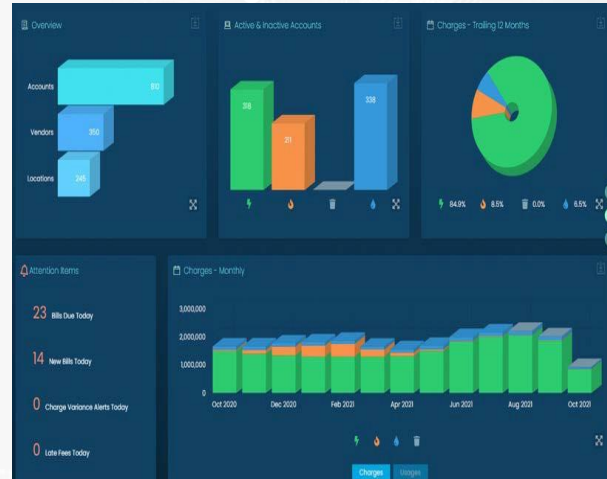 Overview
Accounts 810
Vendors 350
Locations 245
Active & Inactive Accounts
318
211
338
Charges - Trailing 12 Months
84.9% 8.5% 0.0% 6.5%
Attention Items
23 Bills Due Today
14 New Bills Today
0 Charge Variance Alerts Today
0 Late Fees Today
Charges - Monthly
3,000,000
2,000,000
1,000,000
0
Oct 2020 Dec 2020 Feb 2021 Apr 2021 Jun 2021 Aug 2021 Oct 2021
Charges Usages